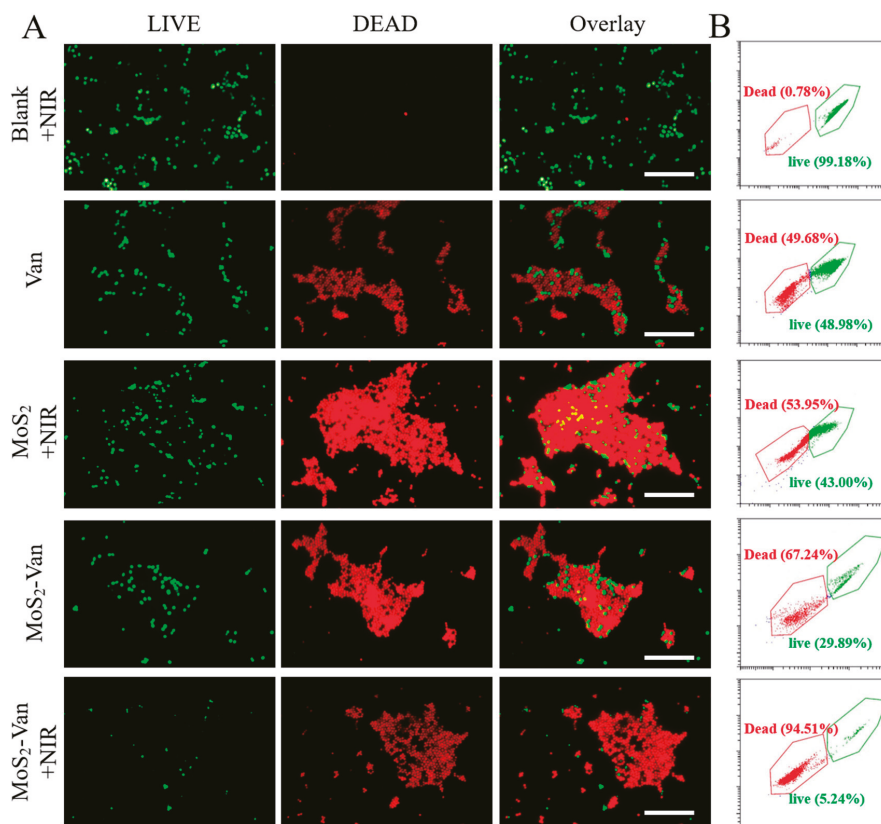 A
LIVE
DEAD
Overlay
B
Blank
+NIR
Dead (0.78%)
live (99.18%)
Van
Dead (49.68%)
live (48.98%)
MoS₂
+NIR
Dead (53.95%)
live (43.00%)
MoS₂-Van
Dead (67.24%)
live (29.89%)
MoS₂-Van
+NIR
Dead (94.51%)
live (5.24%)